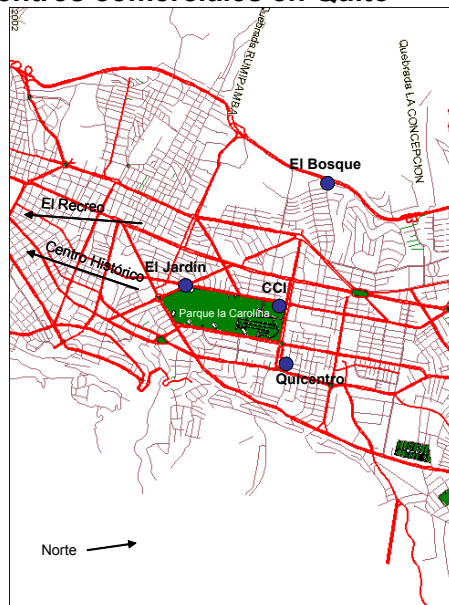 entros comerciales en Quito
2002
Quebrada RUMIPAMBA
Quebrada LA CONCEPCION
El Bosque
El Recreo
Centro Histórico
El Jardín
CCI
Parque la Carolina
Quicentro
Norte